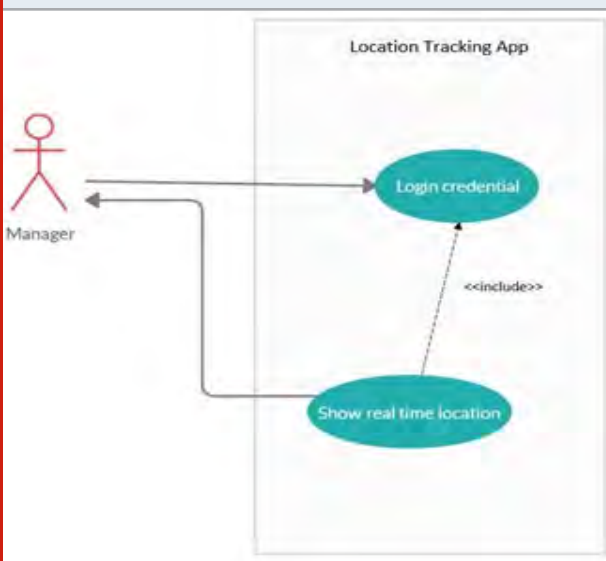 Location Tracking App
Login credential
Manager
<<include>>
Show real time location